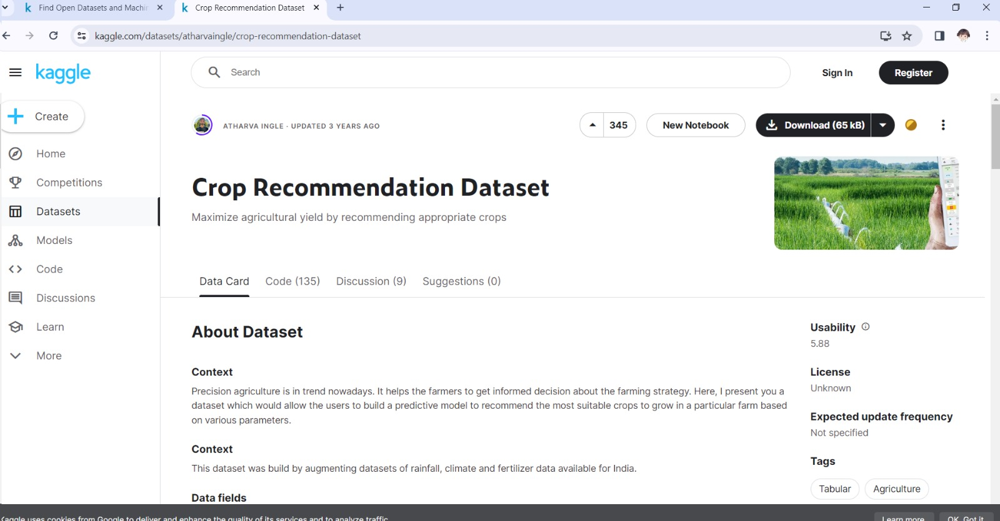 Find Open Datasets and Machin
Crop Recommendation Dataset
kaggle.com/datasets/atharvaingle/crop-recommendation-dataset
kaggle
Search
Sign In
Register
Create
Home
Competitions
Datasets
Models
Code
Discussions
Learn
More
ATHARVA INGLE · UPDATED 3 YEARS AGO
345
New Notebook
Download (65 kB)
Crop Recommendation Dataset
Maximize agricultural yield by recommending appropriate crops
Data Card
Code (135)
Discussion (9)
Suggestions (0)
About Dataset
Context
Precision agriculture is in trend nowadays. It helps the farmers to get informed decision about the farming strategy. Here, I present you a
dataset which would allow the users to build a predictive model to recommend the most suitable crops to grow in a particular farm based
on various parameters.
Context
This dataset was build by augmenting datasets of rainfall, climate and fertilizer data available for India.
Data fields
Usability
5.88
License
Unknown
Expected update frequency
Not specified
Tags
Tabular
Agriculture
Kaggle uses cookies from Google to deliver and enhance the quality of its services and to analyze traffic.
Learn more
OK, Got it.